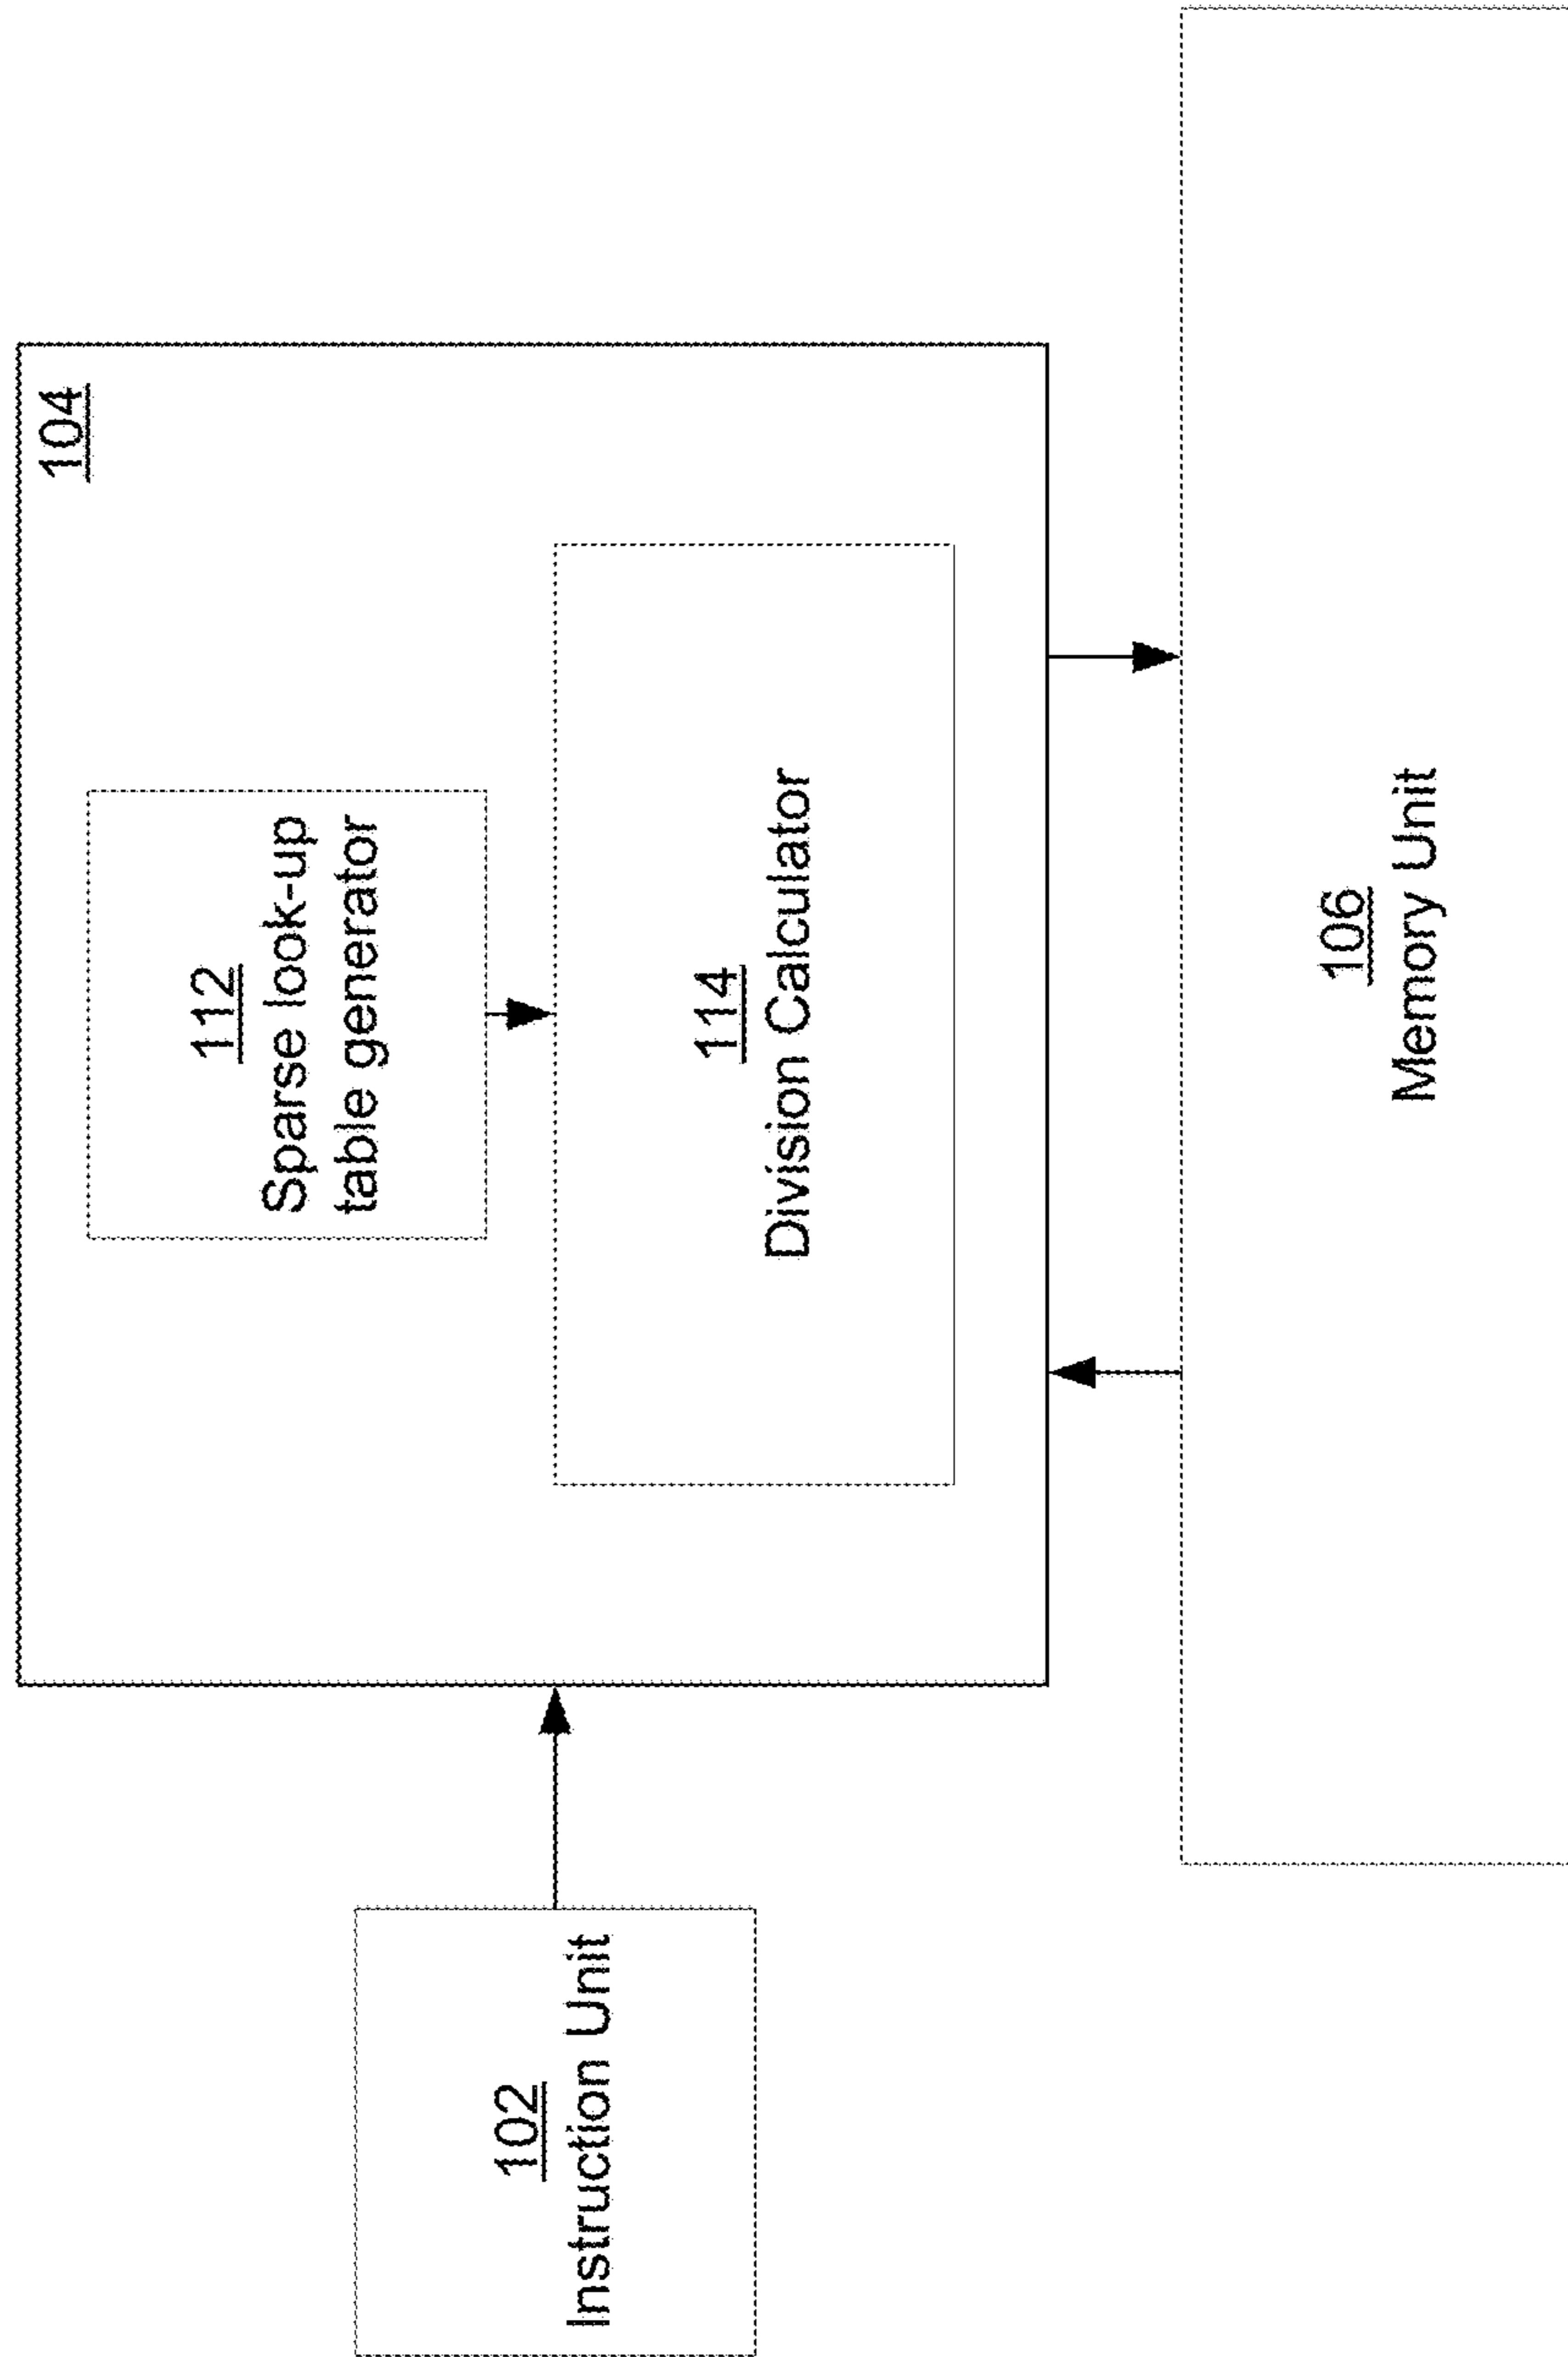 104
112
Sparse look-up
table generator
114
Division Calculator
102
Instruction Unit
106
Memory Unit